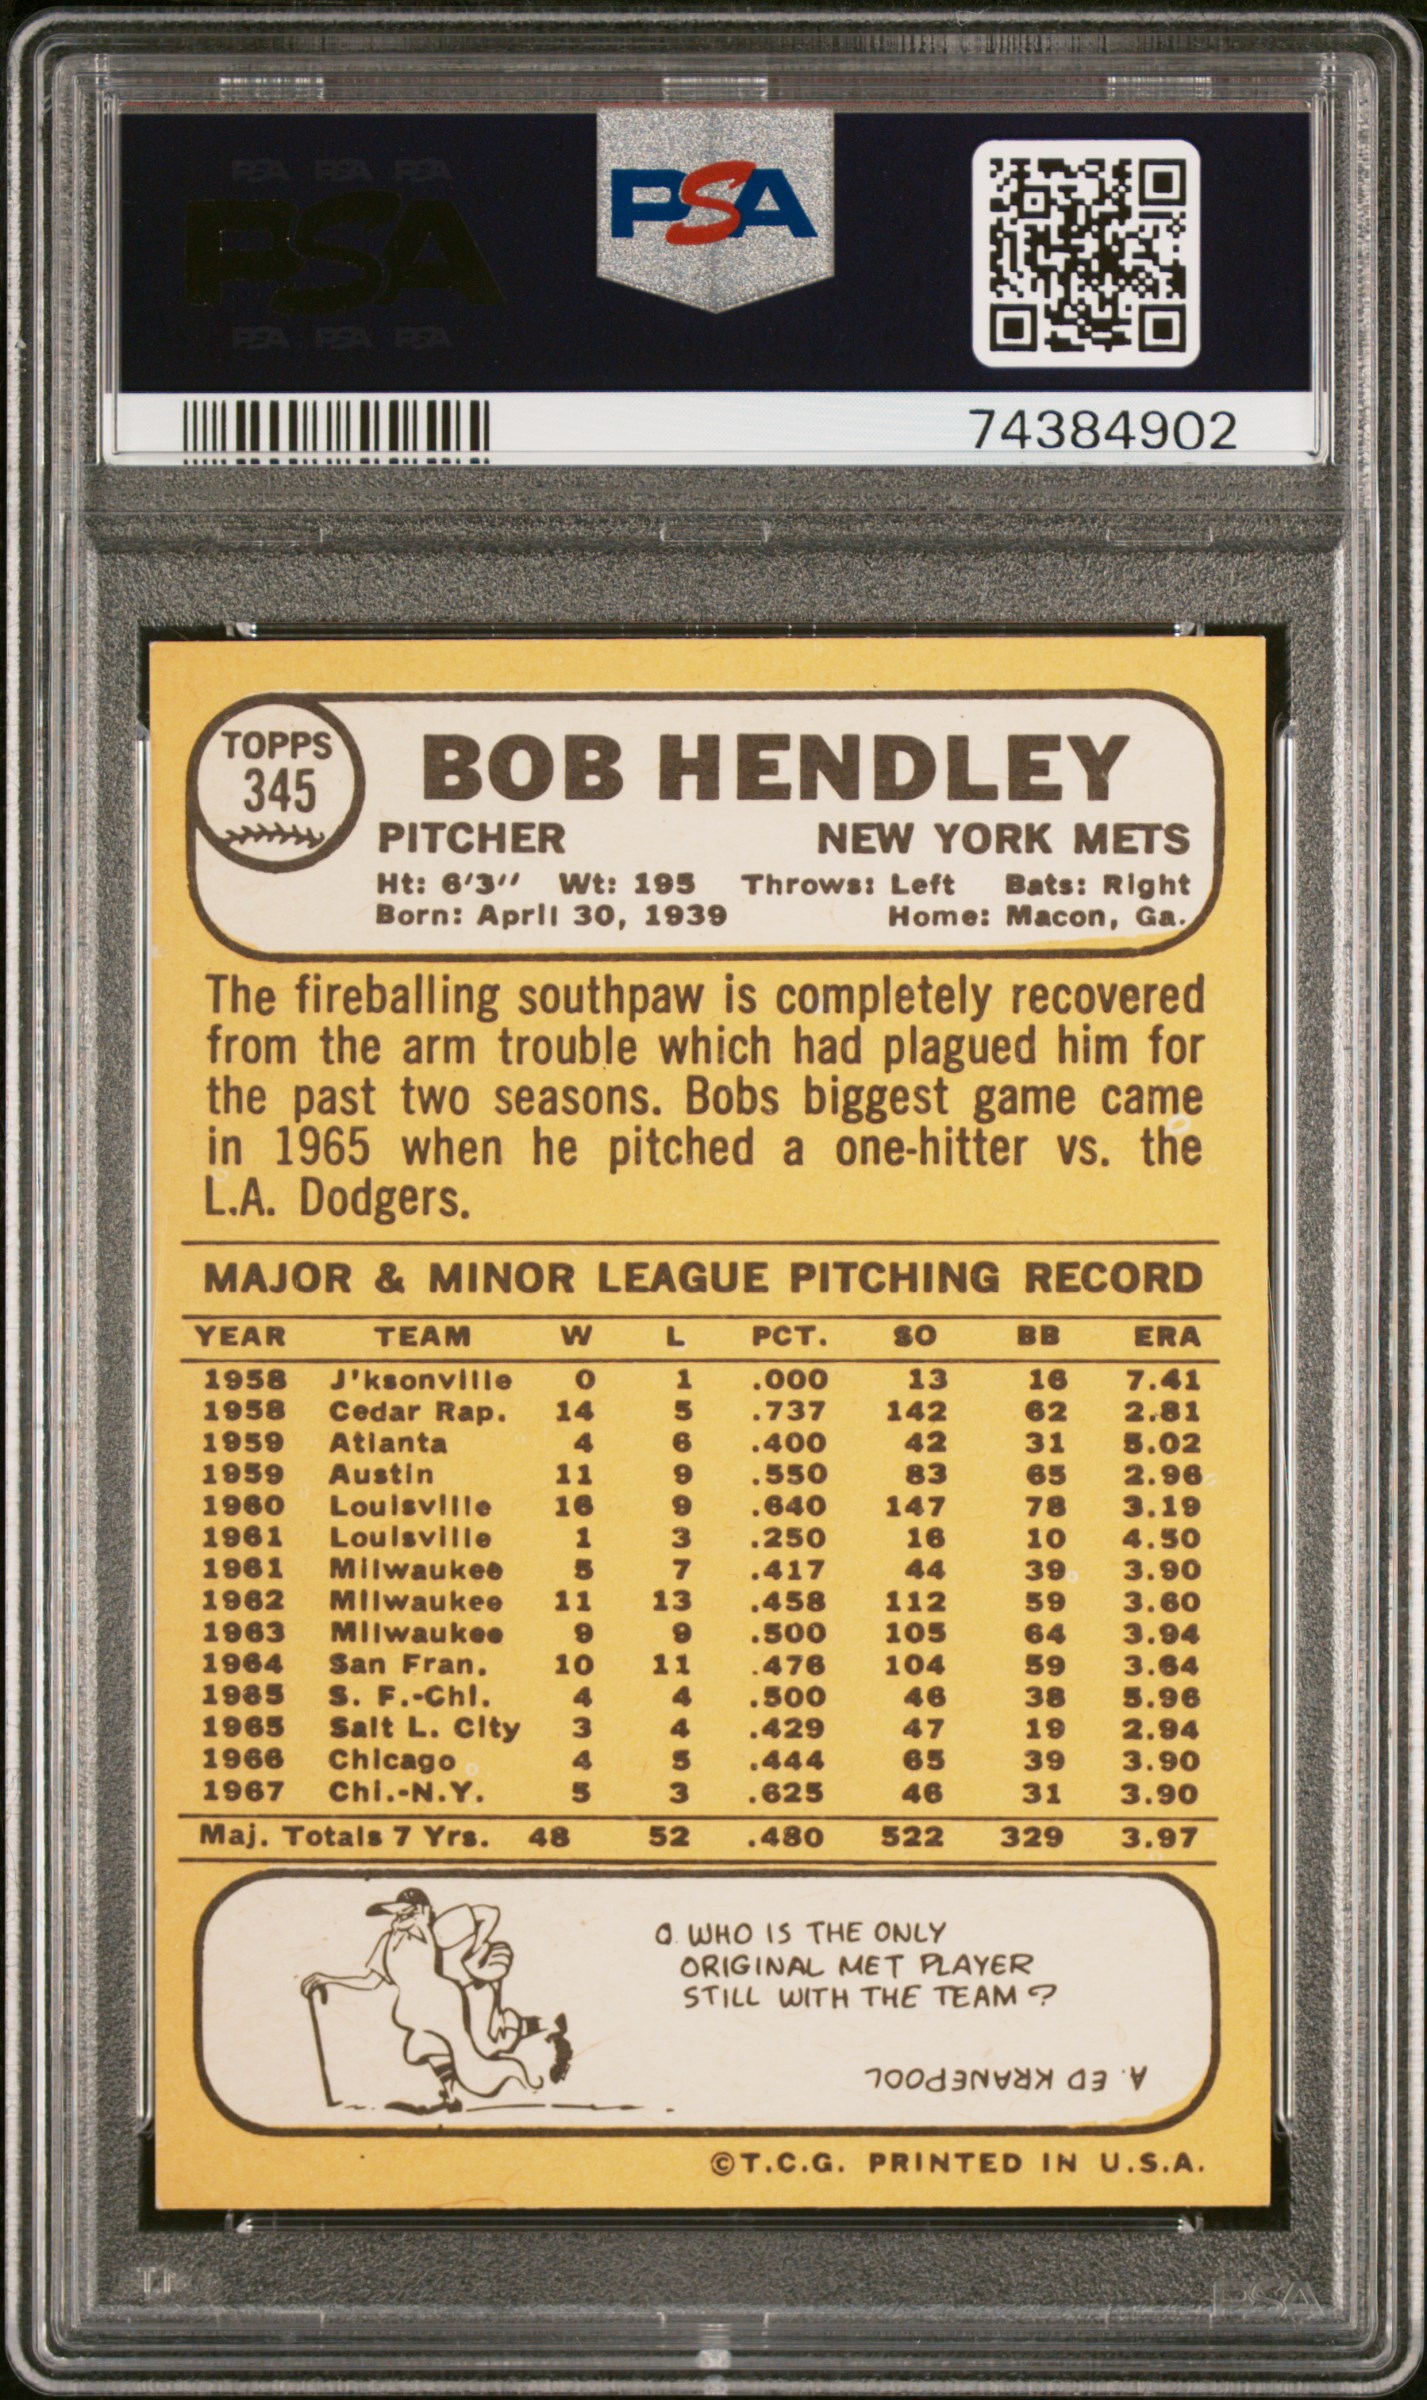 PSA PSA PSA
PSA
PSA PSA PSA
PSA
74384902
TOPPS
345
BOB HENDLEY
PITCHER NEW YORK METS
Ht: 6'3'' Wt: 195 Throws: Left Bats: Right
Born: April 30, 1939 Home: Macon, Ga.
The fireballing southpaw is completely recovered
from the arm trouble which had plagued him for
the past two seasons. Bobs biggest game came
in 1965 when he pitched a one-hitter vs. the
L.A. Dodgers.
MAJOR & MINOR LEAGUE PITCHING RECORD
YEAR TEAM W L PCT. SO BB ERA
1958 J'ksonville 0 1 .000 13 16 7.41
1958 Cedar Rap. 14 5 .737 142 62 2.81
1959 Atlanta 4 6 .400 42 31 5.02
1959 Austin 11 9 .550 83 65 2.96
1960 Louisville 16 9 .640 147 78 3.19
1961 Louisville 1 3 .250 16 10 4.50
1961 Milwaukee 5 7 .417 44 39 3.90
1962 Milwaukee 11 13 .458 112 59 3.60
1963 Milwaukee 9 9 .500 105 64 3.94
1964 San Fran. 10 11 .476 104 59 3.64
1965 S. F.-Chi. 4 4 .500 46 38 5.96
1965 Salt L. City 3 4 .429 47 19 2.94
1966 Chicago 4 5 .444 65 39 3.90
1967 Chi.-N.Y. 5 3 .625 46 31 3.90
Maj. Totals 7 Yrs. 48 52 .480 522 329 3.97
Q. WHO IS THE ONLY
ORIGINAL MET PLAYER
STILL WITH THE TEAM?
A. ED KRANEPOOL
©T.C.G. PRINTED IN U.S.A.
PSA